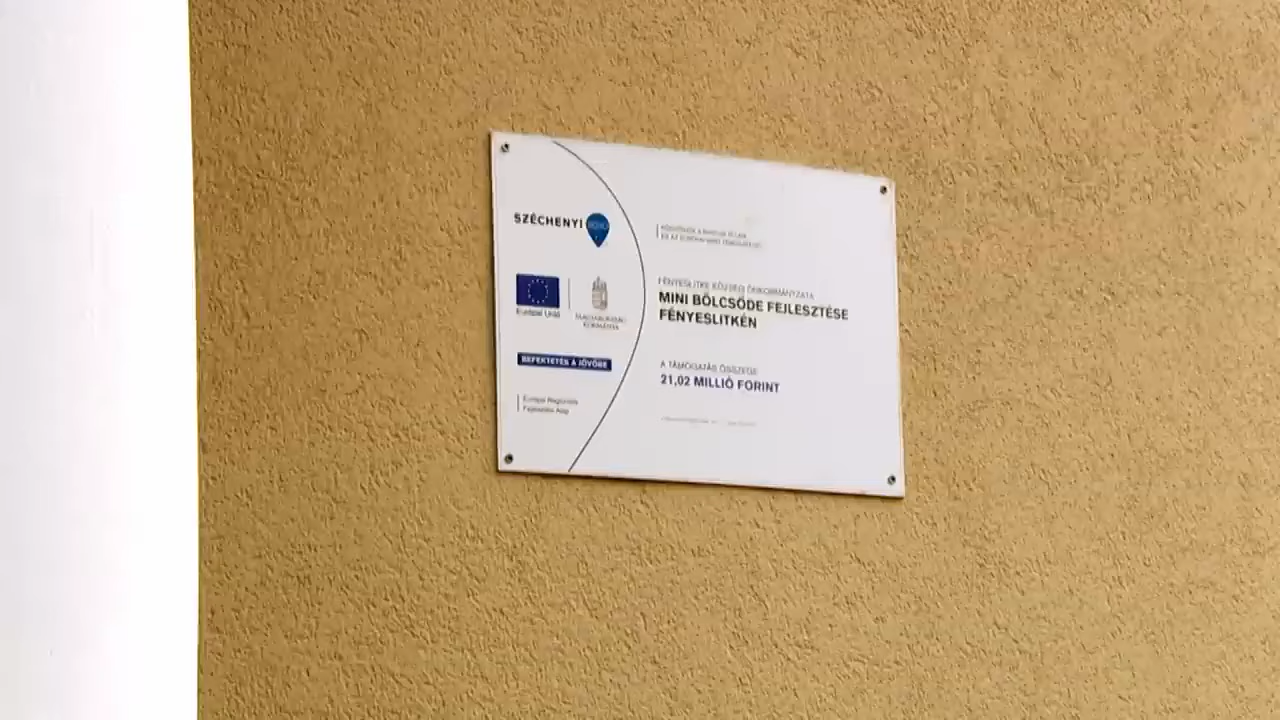 SZÉCHENYI 2020
Európai Unió
MAGYARORSZÁG
KORMÁNYA
BEFEKTETÉS A JÖVŐBE
Európai Regionális
Fejlesztési Alap
FÉNYESLITKE KÖZSÉG ÖNKORMÁNYZATA
MINI BÖLCSŐDE FEJLESZTÉSE
FÉNYESLITKÉN
A TÁMOGATÁS ÖSSZEGE:
21,02 MILLIÓ FORINT